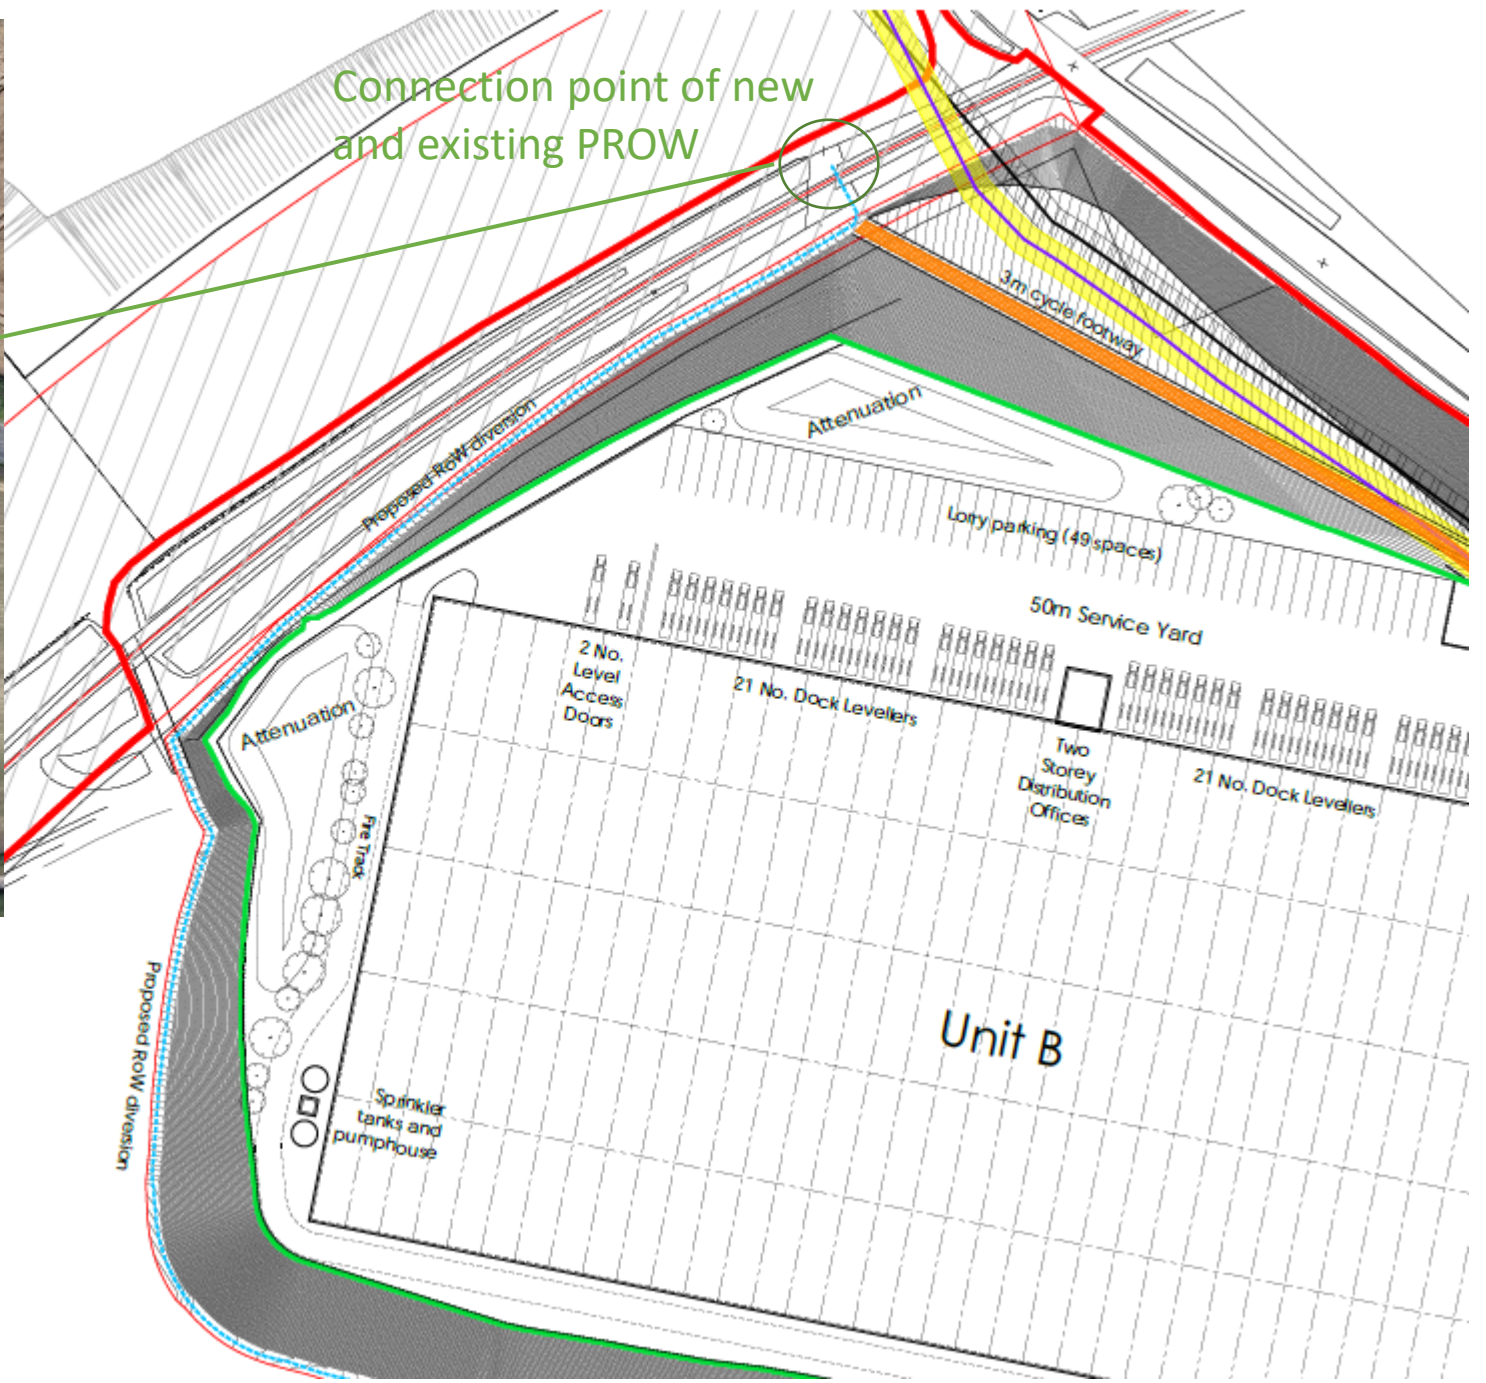 Connection point of new
and existing PROW
3m cycle footway
Attenuation
Proposed RoW diversion
Lorry parking (49 spaces)
50m Service Yard
2 No.
Level
Access
Doors
21 No. Dock Levellers
Attenuation
Two
Storey
Distribution
Offices
21 No. Dock Levellers
Fire Track
Proposed RoW diversion
Unit B
Sprinkler
tanks and
pumphouse